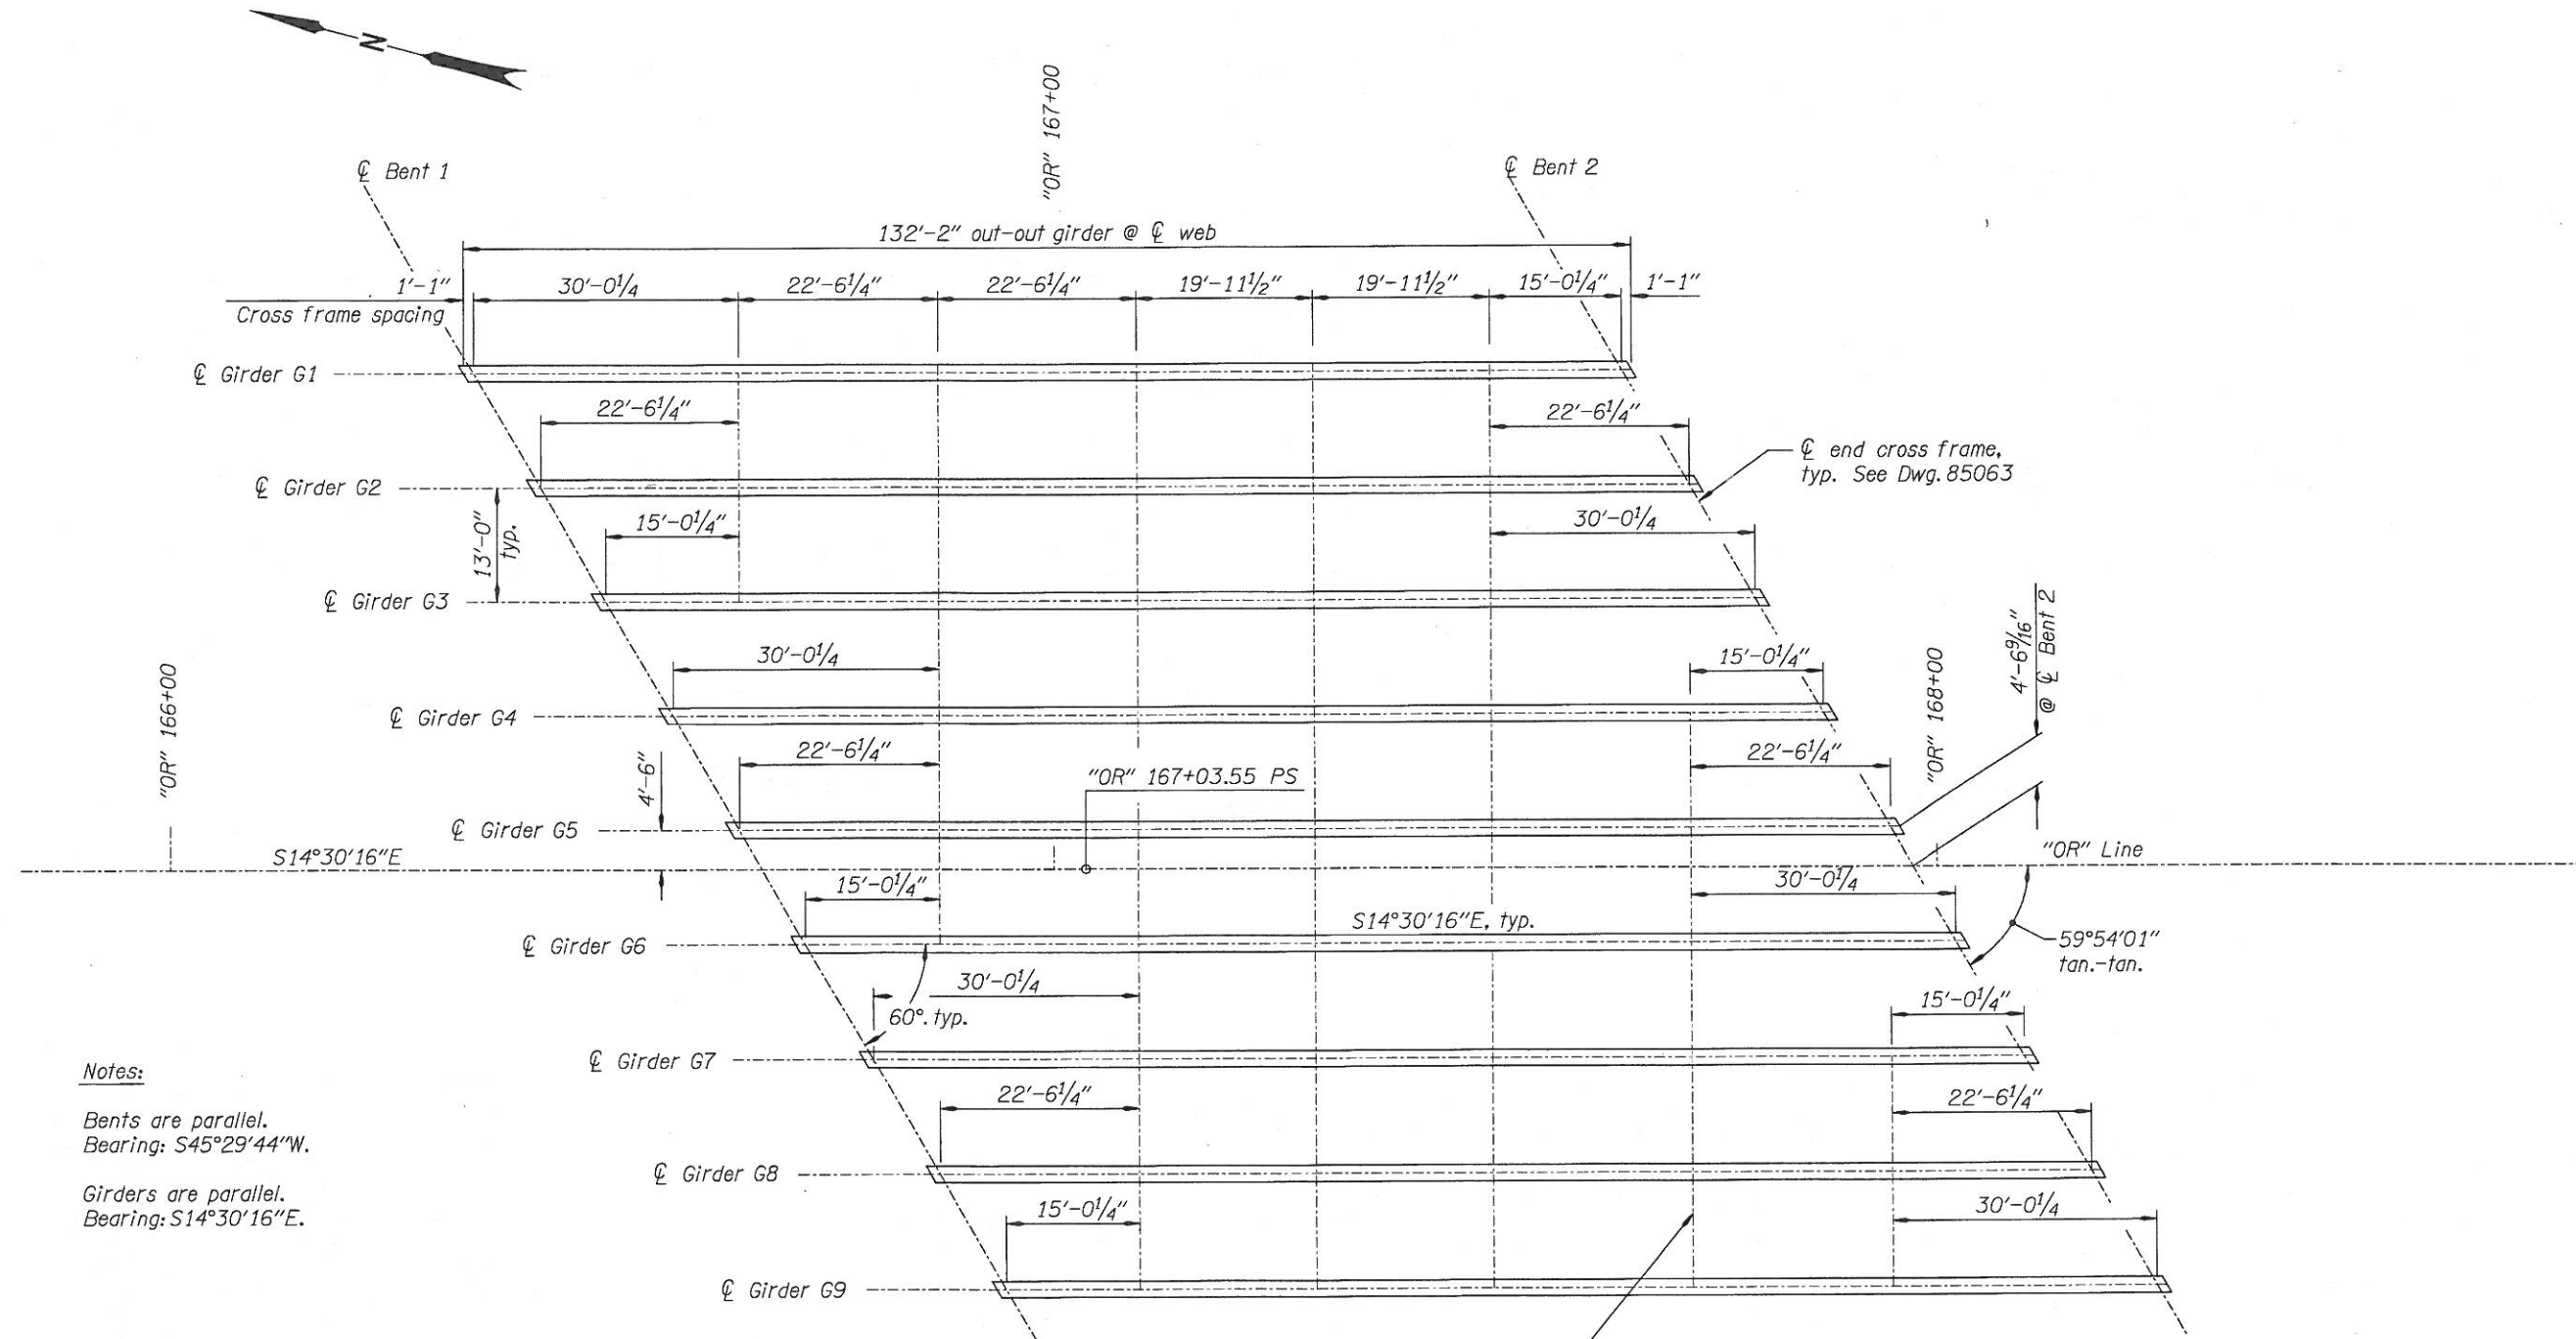 N
"OR" 167+00
℄ Bent 1
℄ Bent 2
132'-2" out-out girder @ ℄ web
1'-1"
30'-0¼
22'-6¼"
22'-6¼"
19'-11½"
19'-11½"
15'-0¼"
1'-1"
Cross frame spacing
℄ Girder G1
22'-6¼"
22'-6¼"
℄ end cross frame,
typ. See Dwg. 85063
℄ Girder G2
13'-0"
typ.
15'-0¼"
30'-0¼
℄ Girder G3
4'-6 9/16"
@ ℄ Bent 2
"OR" 166+00
30'-0¼
15'-0¼"
"OR" 168+00
℄ Girder G4
4'-6"
22'-6¼"
"OR" 167+03.55 PS
22'-6¼"
℄ Girder G5
S14°30'16"E
"OR" Line
15'-0¼"
30'-0¼
S14°30'16"E, typ.
℄ Girder G6
59°54'01"
tan.-tan.
30'-0¼
60°. typ.
15'-0¼"
℄ Girder G7
Notes:
22'-6¼"
22'-6¼"
Bents are parallel.
Bearing: S45°29'44"W.
℄ Girder G8
Girders are parallel.
Bearing: S14°30'16"E.
15'-0¼"
30'-0¼
℄ Girder G9